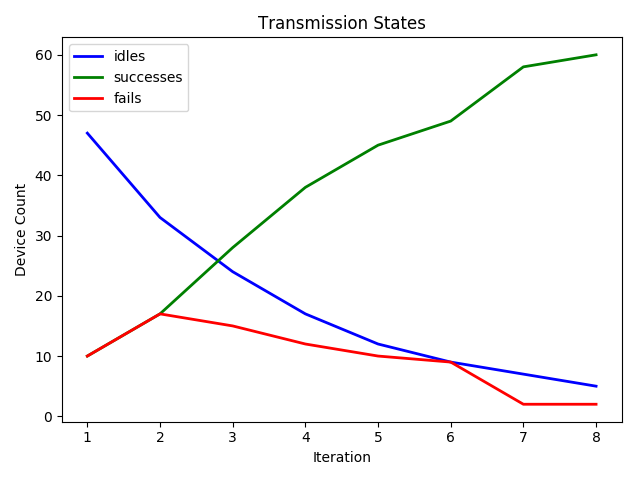 Transmission States
idles
successes
fails
Device Count
60
50
40
30
20
10
0
1 2 3 4 5 6 7 8
Iteration